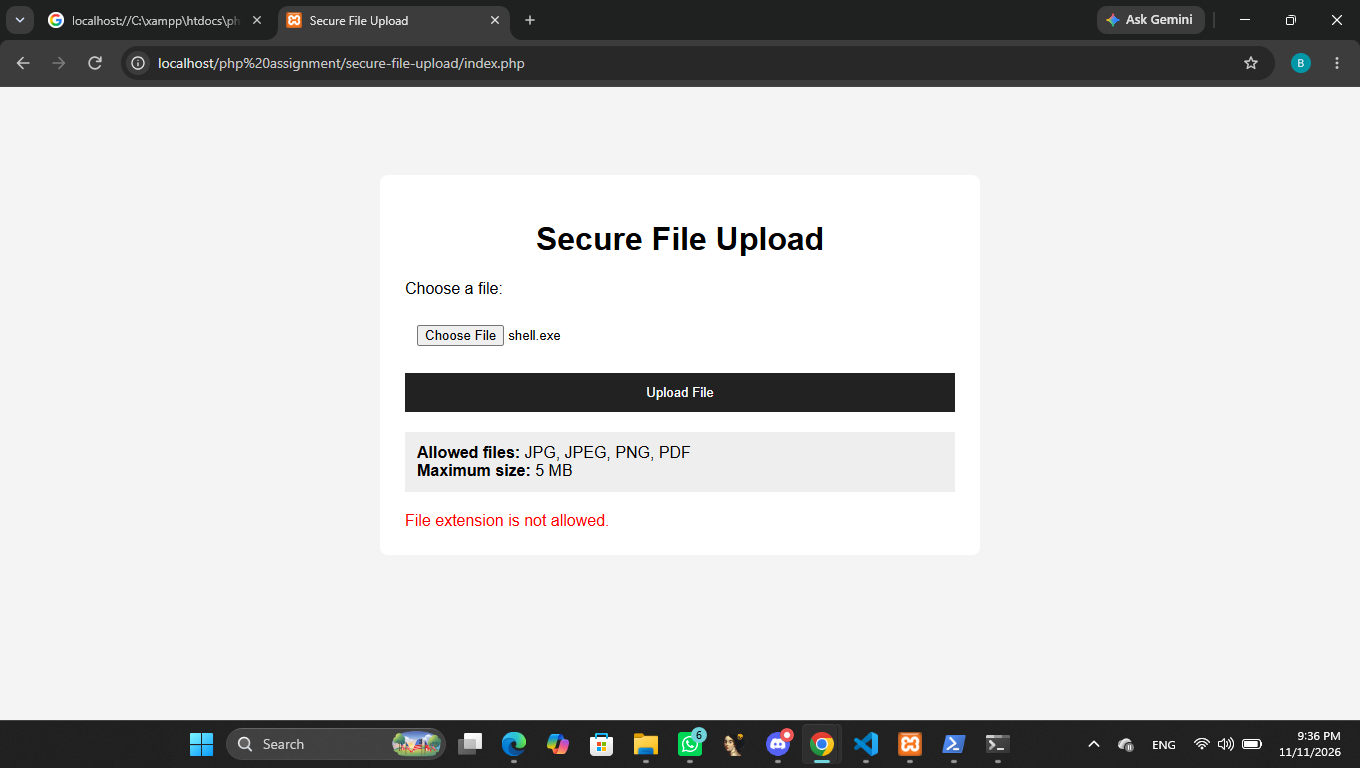 localhost://C:\xampp\htdocs\ph
Secure File Upload
Ask Gemini
localhost/php%20assignment/secure-file-upload/index.php
B
Secure File Upload
Choose a file:
Choose File shell.exe
Upload File
Allowed files: JPG, JPEG, PNG, PDF
Maximum size: 5 MB
File extension is not allowed.
Search
6
ENG
9:36 PM
11/11/2026